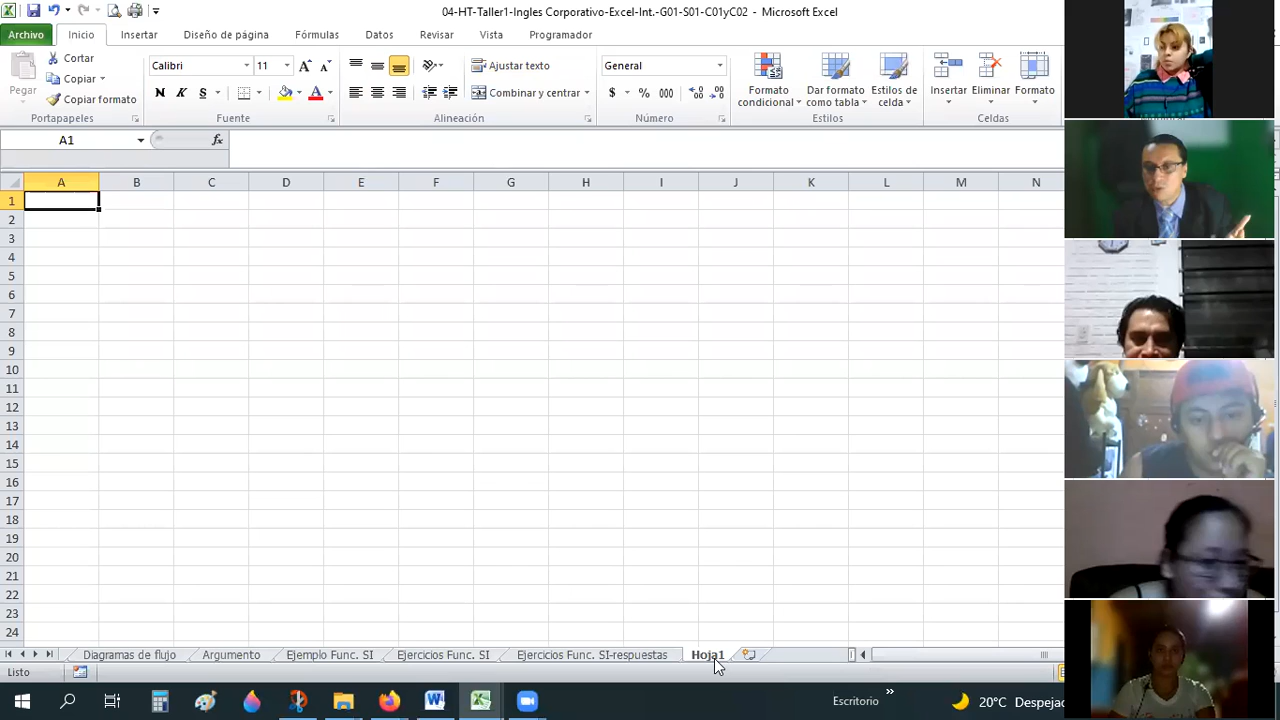 04-HT-Taller1-Ingles Corporativo-Excel-Int.-G01-S01-C01yC02 - Microsoft Excel
Archivo Inicio Insertar Diseño de página Fórmulas Datos Revisar Vista Programador
Cortar
Copiar
Copiar formato
Pegar
Portapapeles
Calibri 11
N K S
Fuente
Ajustar texto
Combinar y centrar
Alineación
General
$ % 000
Número
Formato condicional
Dar formato como tabla
Estilos de celda
Estilos
Insertar Eliminar Formato
Celdas
A1 fx
A B C D E F G H I J K L M N
1
2
3
4
5
6
7
8
9
10
11
12
13
14
15
16
17
18
19
20
21
22
23
24
Diagramas de flujo Argumento Ejemplo Func. SI Ejercicios Func. SI Ejercicios Func. SI-respuestas Hoja1
Listo
Escritorio » 20°C Despejad